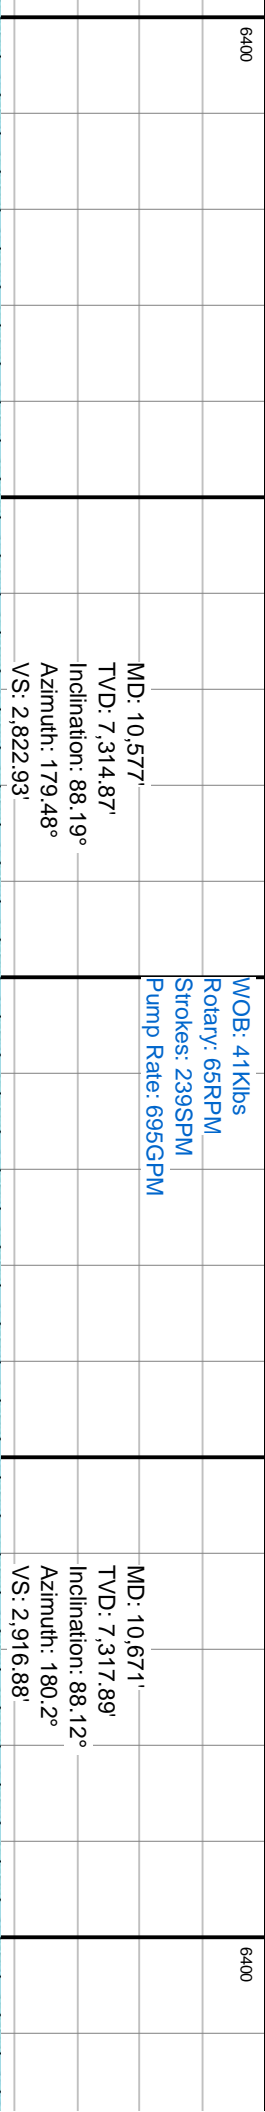 6400
MD: 10,577'
TVD: 7,314.87'
Inclination: 88.19°
Azimuth: 179.48°
VS: 2,822.93'
WOB: 41Klbs
Rotary: 65RPM
Strokes: 239SPM
Pump Rate: 695GPM
MD: 10,671'
TVD: 7,317.89'
Inclination: 88.12°
Azimuth: 180.2°
VS: 2,916.88'
6400